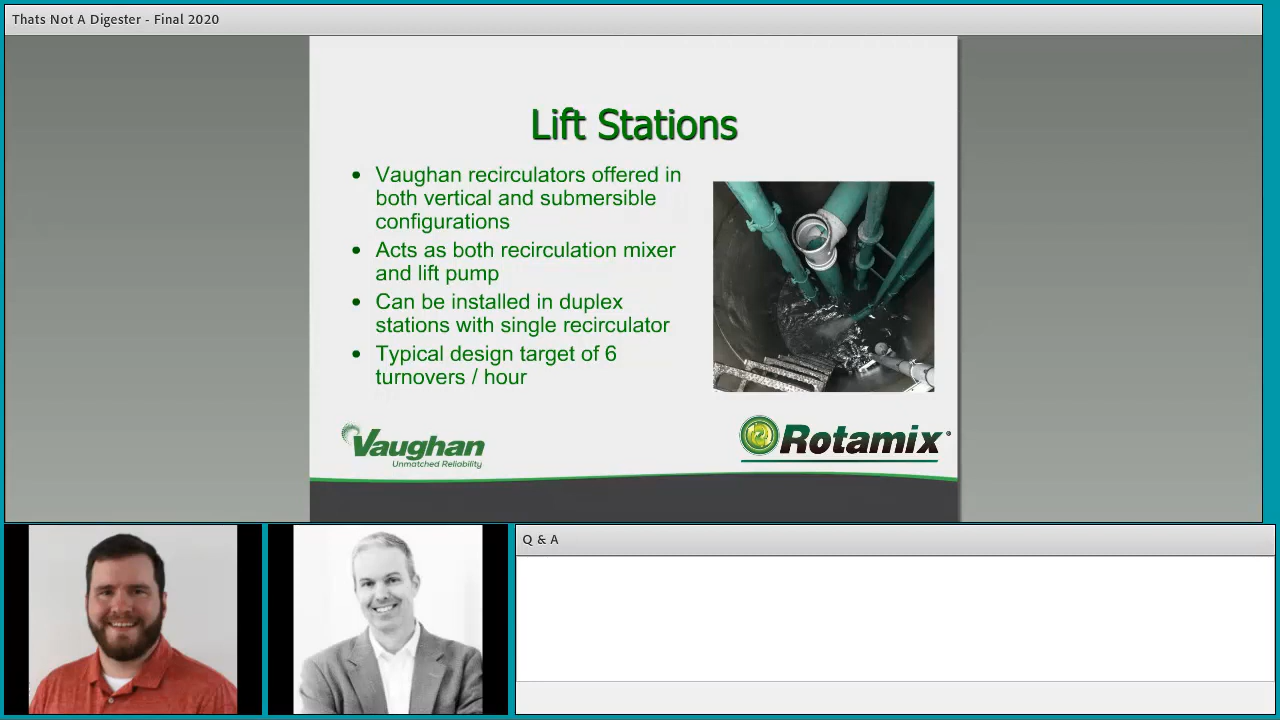 Thats Not A Digester - Final 2020
Lift Stations
• Vaughan recirculators offered in
both vertical and submersible
configurations
• Acts as both recirculation mixer
and lift pump
• Can be installed in duplex
stations with single recirculator
• Typical design target of 6
turnovers / hour
Vaughan
Unmatched Reliability
Rotamix®
Q & A